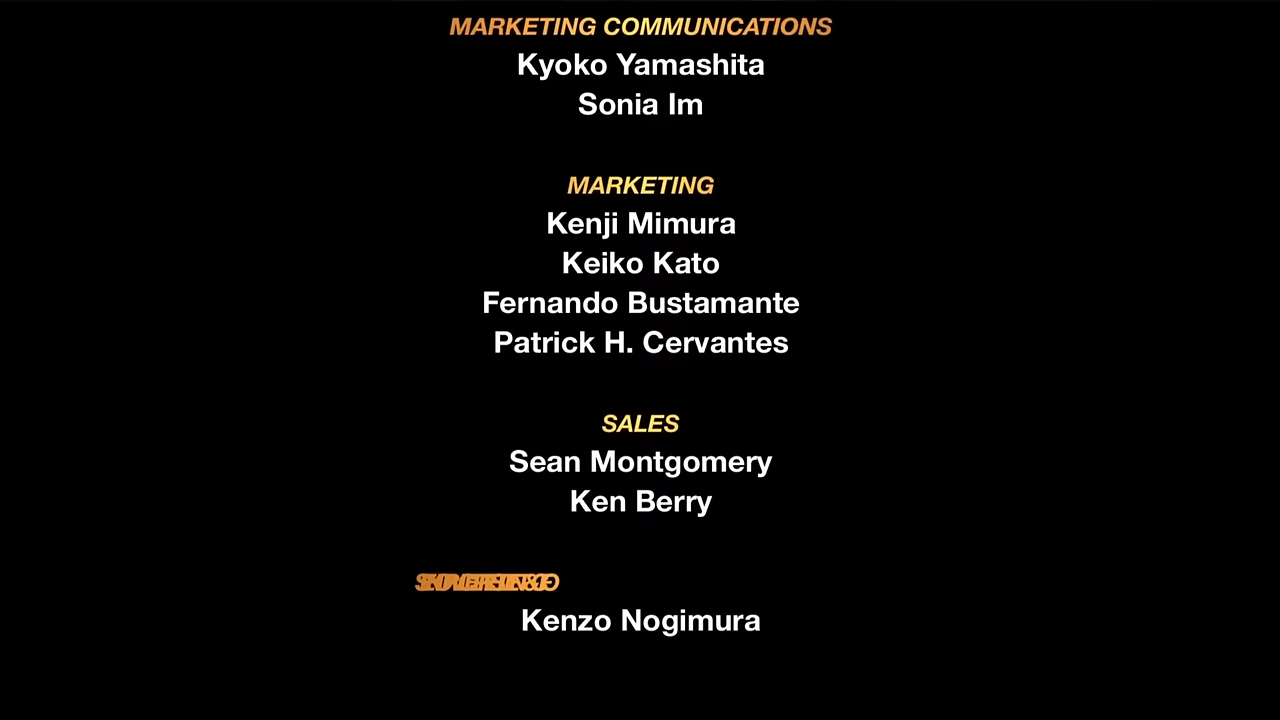 MARKETING COMMUNICATIONS
Kyoko Yamashita
Sonia Im
MARKETING
Kenji Mimura
Keiko Kato
Fernando Bustamante
Patrick H. Cervantes
SALES
Sean Montgomery
Ken Berry
Kenzo Nogimura